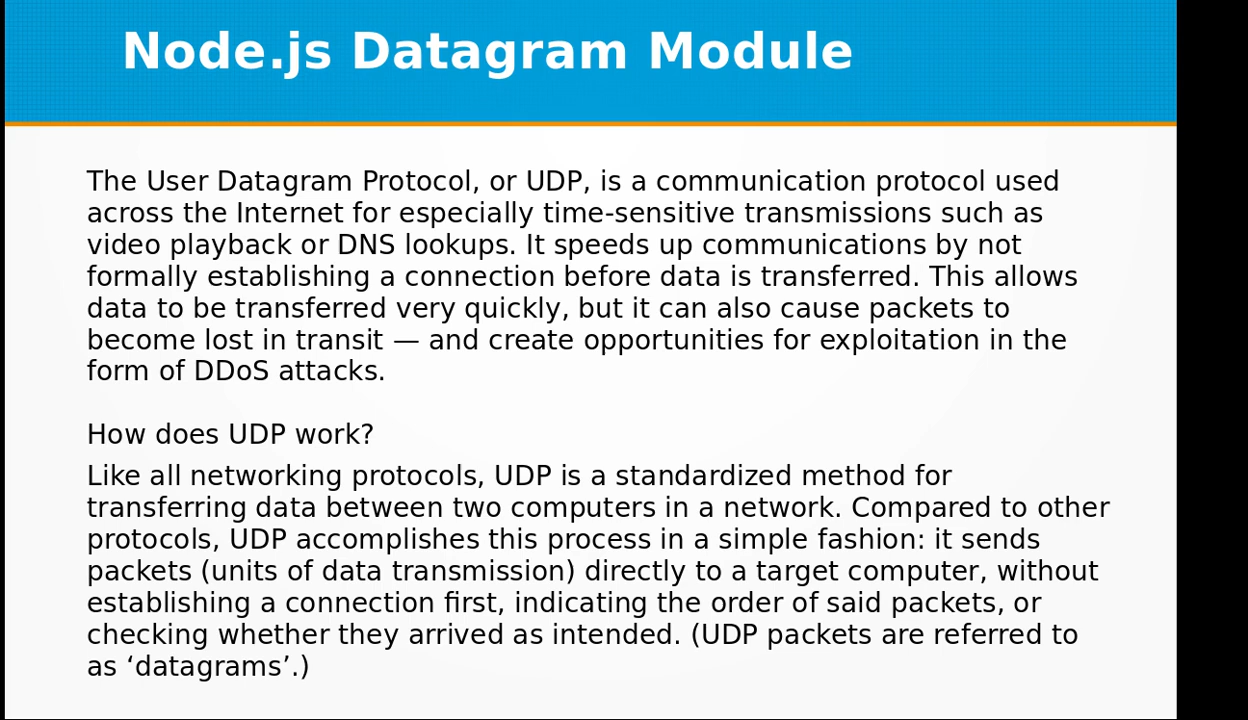 Node.js Datagram Module
The User Datagram Protocol, or UDP, is a communication protocol used
across the Internet for especially time-sensitive transmissions such as
video playback or DNS lookups. It speeds up communications by not
formally establishing a connection before data is transferred. This allows
data to be transferred very quickly, but it can also cause packets to
become lost in transit — and create opportunities for exploitation in the
form of DDoS attacks.
How does UDP work?
Like all networking protocols, UDP is a standardized method for
transferring data between two computers in a network. Compared to other
protocols, UDP accomplishes this process in a simple fashion: it sends
packets (units of data transmission) directly to a target computer, without
establishing a connection first, indicating the order of said packets, or
checking whether they arrived as intended. (UDP packets are referred to
as ‘datagrams’.)